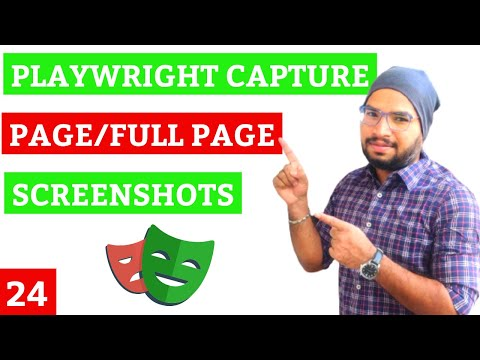 PLAYWRIGHT CAPTURE
PAGE/FULL PAGE
SCREENSHOTS
24